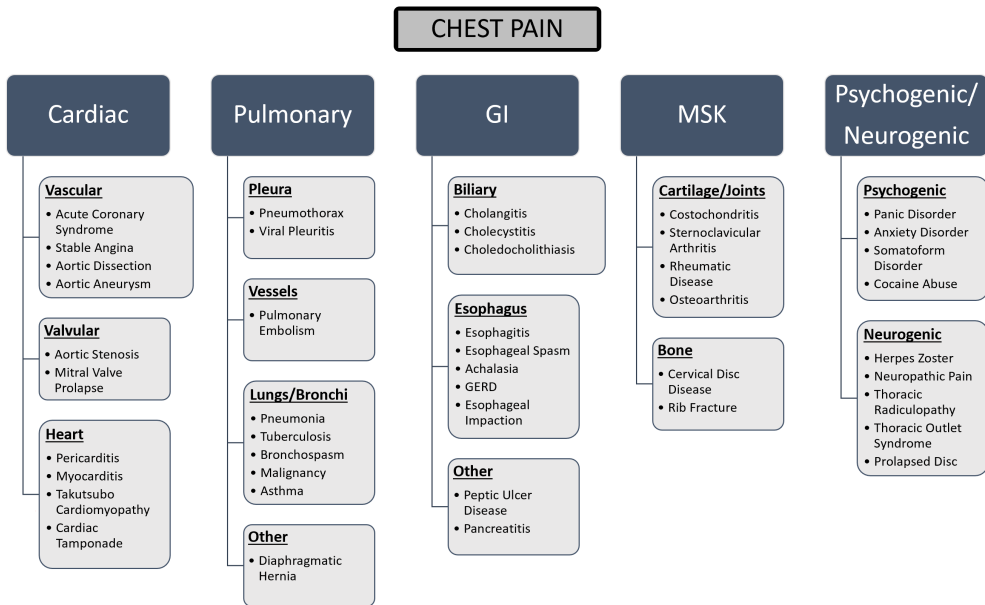 CHEST PAIN
Cardiac
Vascular
• Acute Coronary
Syndrome
• Stable Angina
• Aortic Dissection
• Aortic Aneurysm
Valvular
• Aortic Stenosis
• Mitral Valve
Prolapse
Heart
• Pericarditis
• Myocarditis
• Takutsubo
Cardiomyopathy
• Cardiac
Tamponade
Pulmonary
Pleura
• Pneumothorax
• Viral Pleuritis
Vessels
• Pulmonary
Embolism
Lungs/Bronchi
• Pneumonia
• Tuberculosis
• Bronchospasm
• Malignancy
• Asthma
Other
• Diaphragmatic
Hernia
GI
Biliary
• Cholangitis
• Cholecystitis
• Choledocholithiasis
Esophagus
• Esophagitis
• Esophageal Spasm
• Achalasia
• GERD
• Esophageal
Impaction
Other
• Peptic Ulcer
Disease
• Pancreatitis
MSK
Cartilage/Joints
• Costochondritis
• Sternoclavicular
Arthritis
• Rheumatic
Disease
• Osteoarthritis
Bone
• Cervical Disc
Disease
• Rib Fracture
Psychogenic/
Neurogenic
Psychogenic
• Panic Disorder
• Anxiety Disorder
• Somatoform
Disorder
• Cocaine Abuse
Neurogenic
• Herpes Zoster
• Neuropathic Pain
• Thoracic
Radiculopathy
• Thoracic Outlet
Syndrome
• Prolapsed Disc